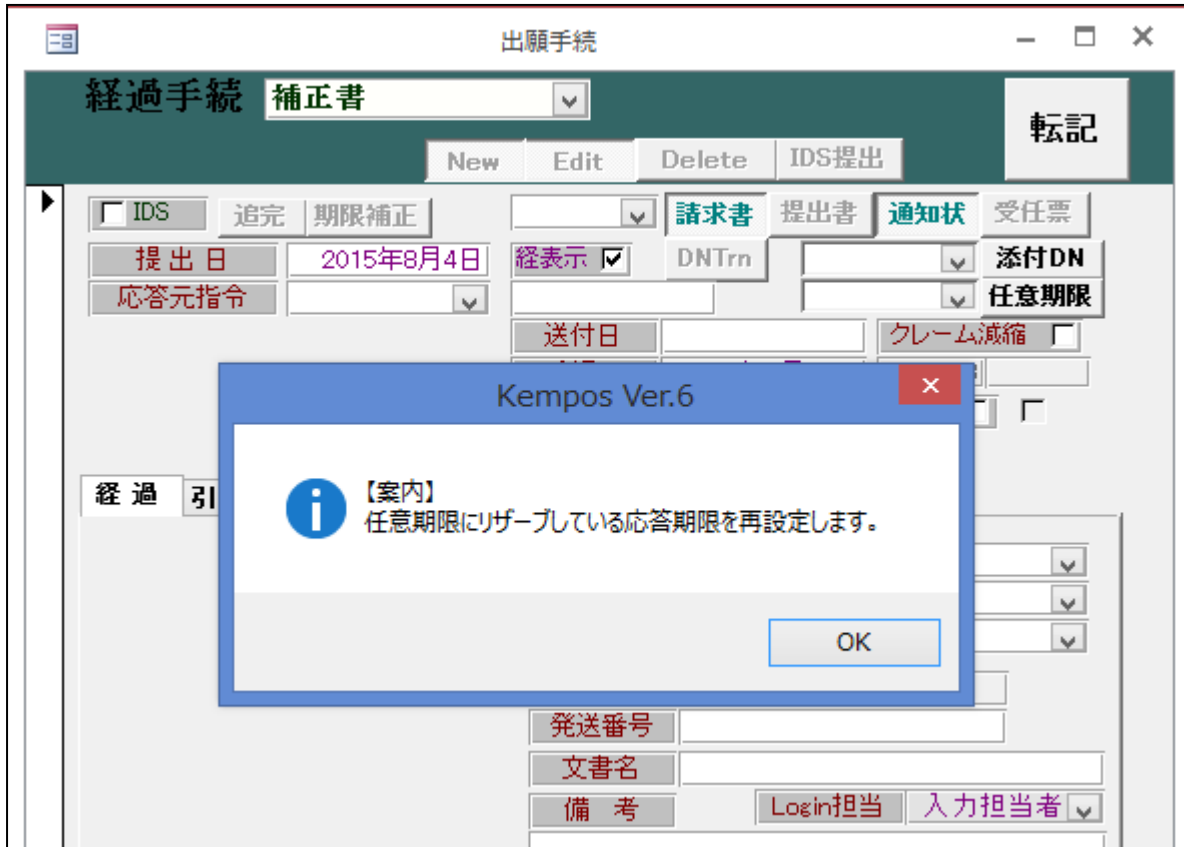 出願手続
経過手続 補正書
転記
New Edit Delete IDS提出
IDS 追完 期限補正 請求書 提出書 通知状 受任票
提出日 2015年8月4日 経表示 DNTrn 添付DN
応答元指令 任意期限
送付日 クレーム減縮
Kempos Ver.6
経過 引
【案内】
任意期限にリザーブしている応答期限を再設定します。
OK
発送番号
文書名
備考 Login担当 入力担当者